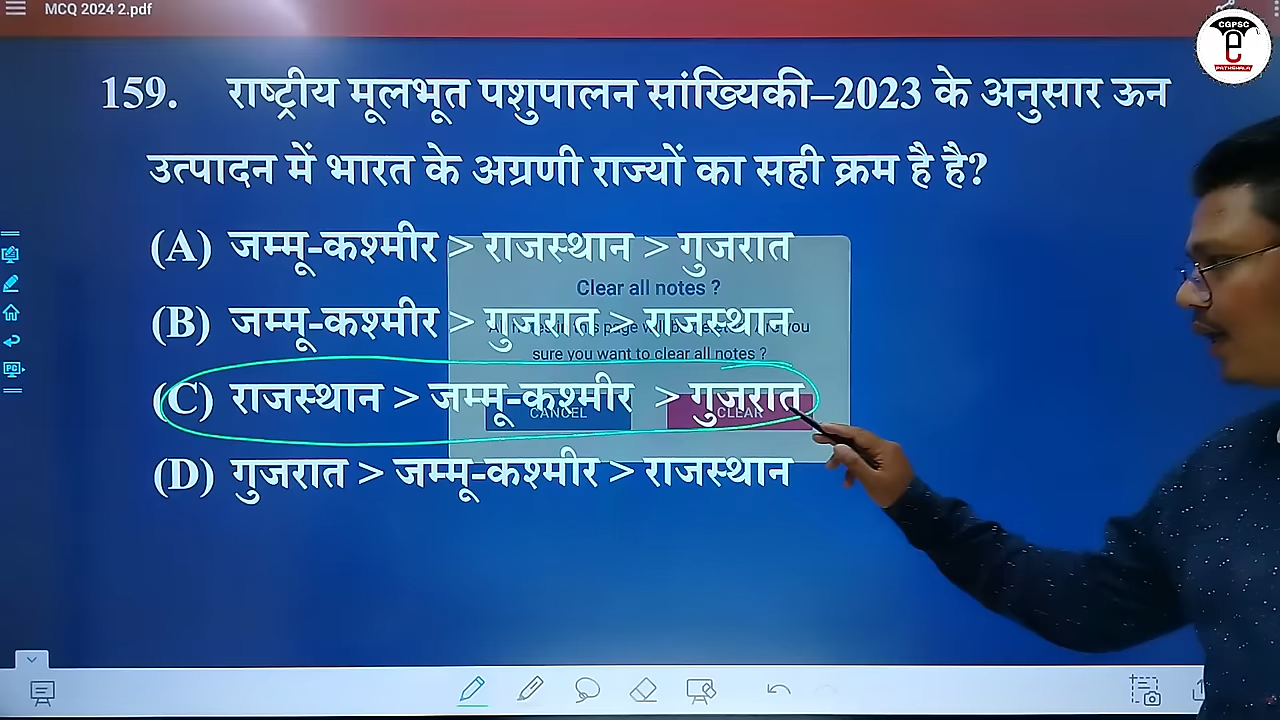 MCQ 2024 2.pdf
CGPSC
e
PATHSHALA
159. राष्ट्रीय मूलभूत पशुपालन सांख्यिकी–2023 के अनुसार ऊन
उत्पादन में भारत के अग्रणी राज्यों का सही क्रम है है?
(A) जम्मू-कश्मीर > राजस्थान > गुजरात
Clear all notes ?
(B) जम्मू-कश्मीर > गुजरात > राजस्थान
sure you want to clear all notes ?
(C) राजस्थान > जम्मू-कश्मीर > गुजरात
CANCEL CLEAR
(D) गुजरात > जम्मू-कश्मीर > राजस्थान